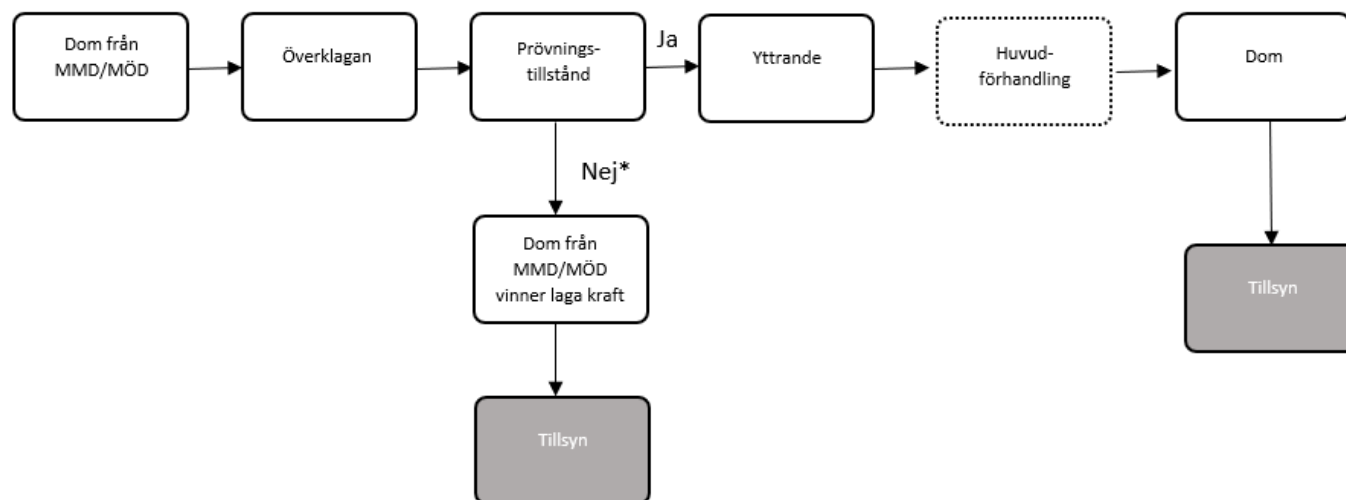 Dom från
MMD/MÖD
Överklagan
Prövnings-
tillstånd
Ja
Yttrande
Huvud-
förhandling
Dom
Nej*
Dom från
MMD/MÖD
vinner laga kraft
Tillsyn
Tillsyn